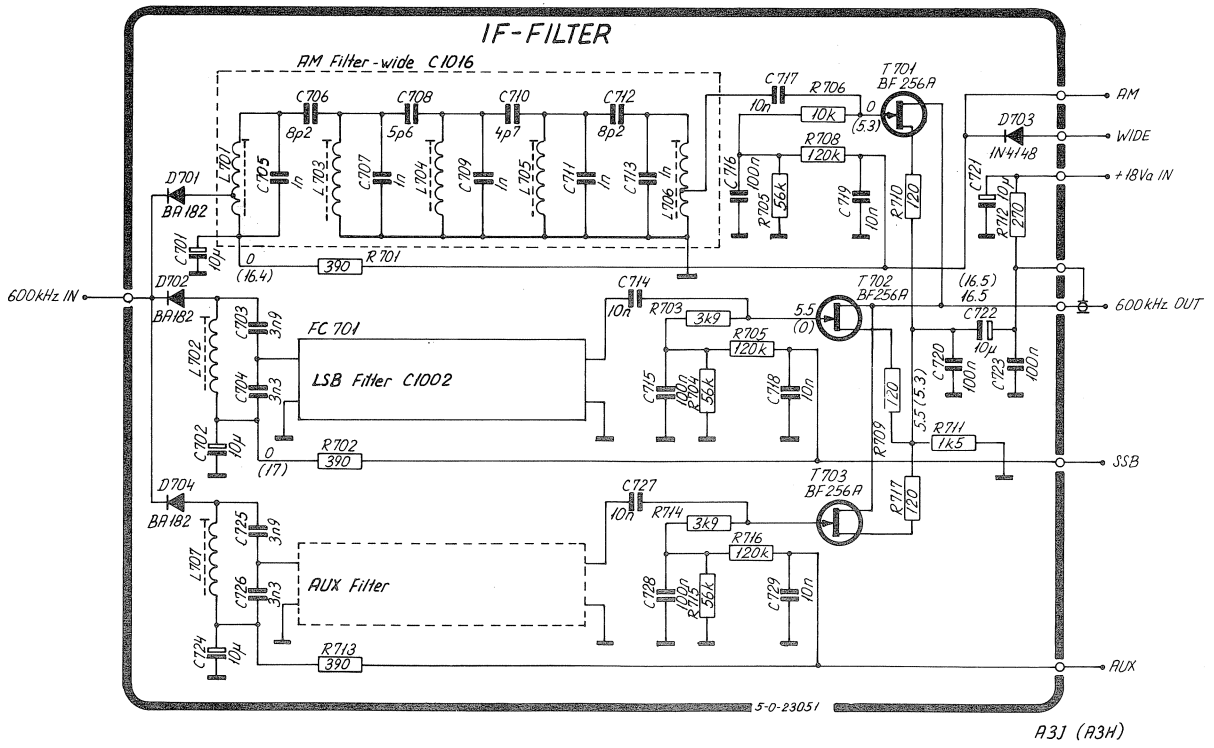 IF-FILTER
AM Filter-wide C1016
C706
8p2
C708
5p6
C710
4p7
C712
8p2
L701
C705
1n
L703
C707
1n
L704
C709
1n
L705
C711
1n
C713
1n
L706
D701
BA182
C701
10µ
0
(16.4)
390
R701
C717
10n
R706
10k
0
(5.3)
T701
BF256A
R708
120k
C716
100n
R705
56k
C719
10n
R710
120
AM
D703
1N4148
WIDE
+18Va IN
C721
10µ
R712
270
600kHz IN
D702
BA182
L702
C703
3n9
C704
3n3
C702
10µ
0
(17)
R702
390
FC 701
LSB Filter C1002
C714
10n
R703
3k9
R705
120k
C715
100n
R704
56k
C718
10n
5.5
(0)
T702
BF256A
(16.5)
16.5
600kHz OUT
C722
10µ
C720
100n
C723
100n
120
R709
5.5 (5.3)
R711
1k5
SSB
D704
BA182
L707
C725
3n9
C726
3n3
C724
10µ
R713
390
AUX Filter
C727
10n
R714
3k9
R716
120k
C728
100n
R715
56k
C729
10n
T703
BF256A
R717
120
AUX
5-0-23051
A3J (A3H)